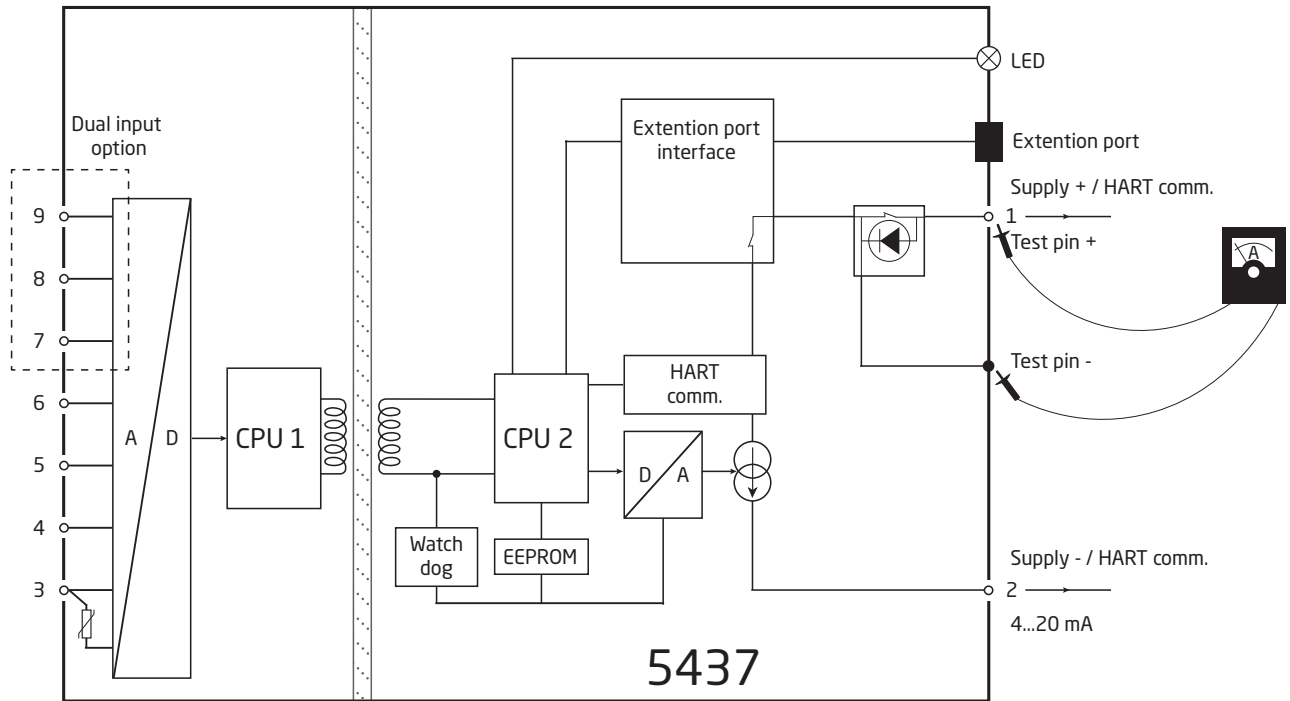 LED
Dual input
option
Extention port
interface
Extention port
Supply + / HART comm.
9
1
Test pin +
A
8
7
Test pin -
HART
comm.
6
A
D
CPU 1
CPU 2
5
D
A
4
Watch
dog
EEPROM
Supply - / HART comm.
3
2
4...20 mA
5437